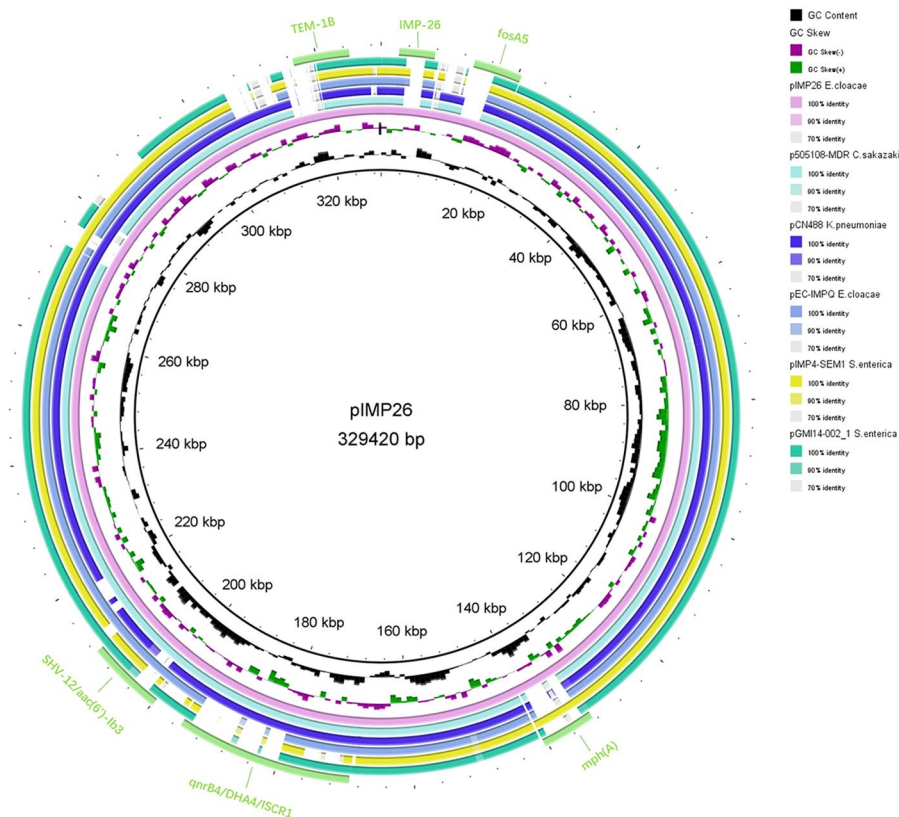 TEM-1B
IMP-26
fosA5
320 kbp
20 kbp
300 kbp
40 kbp
280 kbp
60 kbp
260 kbp
80 kbp
pIMP26
329420 bp
240 kbp
100 kbp
220 kbp
120 kbp
200 kbp
140 kbp
180 kbp
160 kbp
SHV-12/aac(6')-Ib3
qnrB4/DHA4/ISCR1
mph(A)
GC Content
GC Skew
GC Skew(-)
GC Skew(+)
pIMP26 E.cloacae
100% identity
90% identity
70% identity
p505108-MDR C.sakazaki
100% identity
90% identity
70% identity
pCN488 K.pneumoniae
100% identity
90% identity
70% identity
pEC-IMPQ E.cloacae
100% identity
90% identity
70% identity
pIMP4-SEM1 S.enterica
100% identity
90% identity
70% identity
pGMI14-002_1 S.enterica
100% identity
90% identity
70% identity